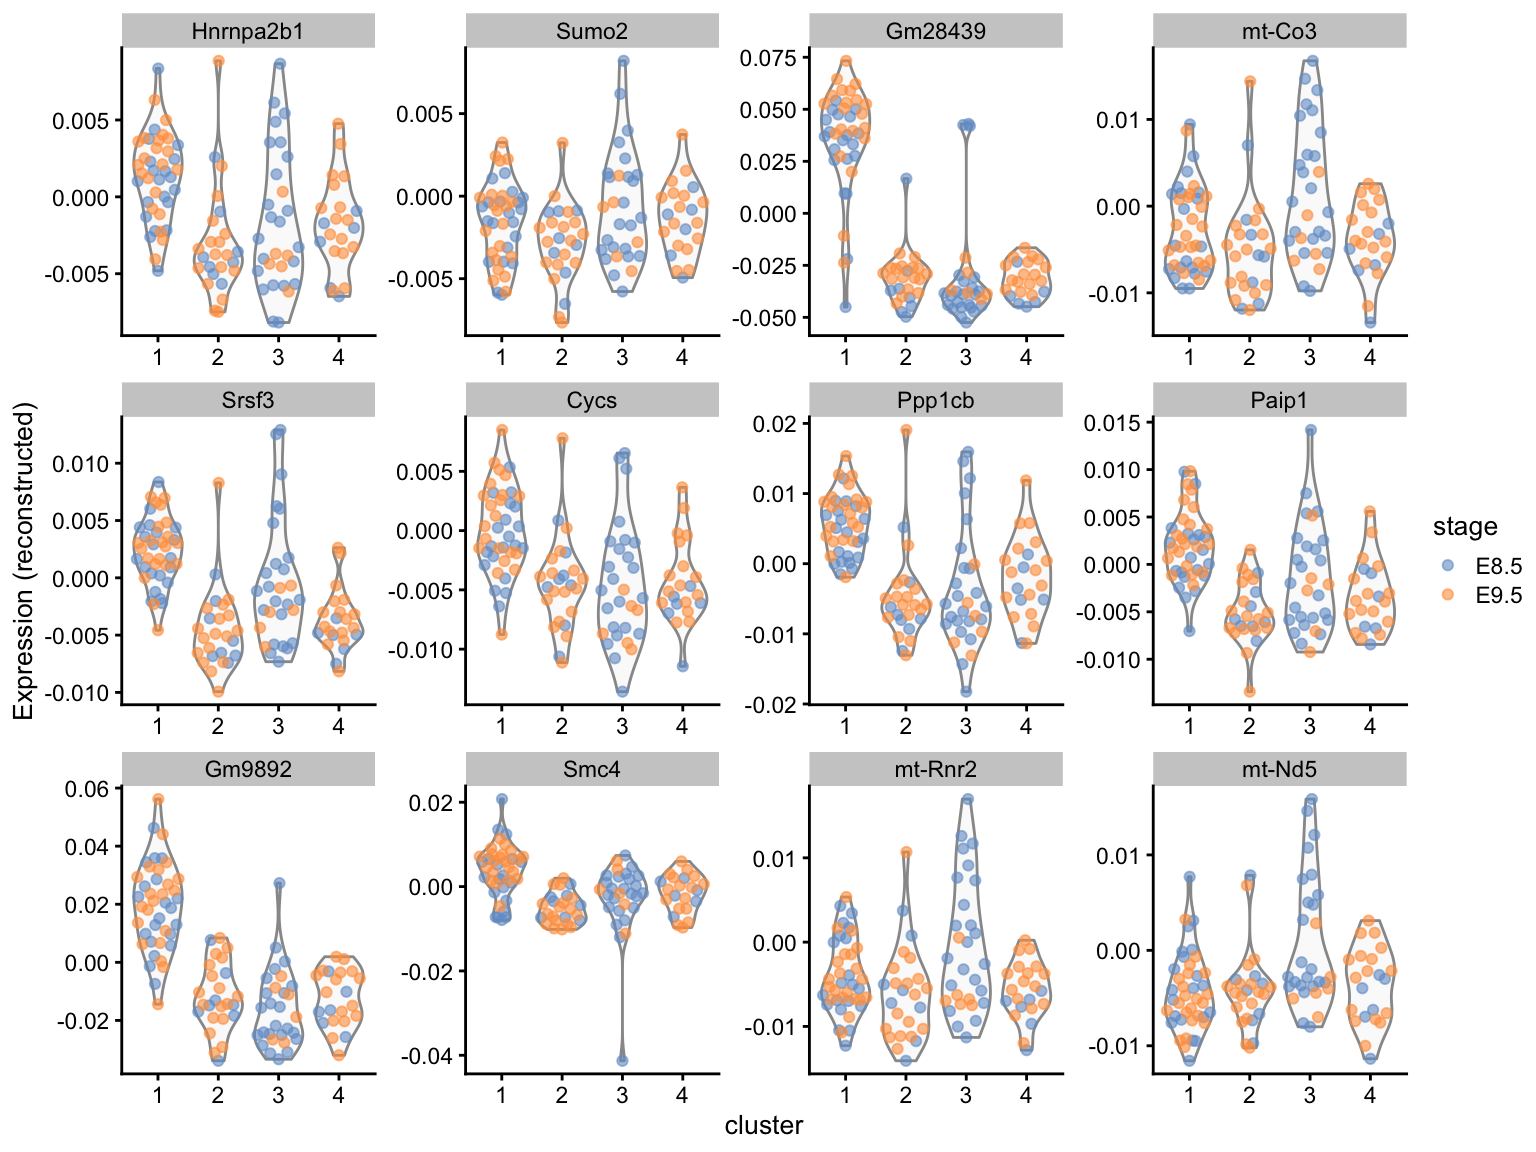 Hnrnpa2b1 Sumo2 Gm28439 mt-Co3
0.005 0.000 -0.005
0.005 0.000 -0.005
0.075 0.050 0.025 0.000 -0.025 -0.050
0.01 0.00 -0.01
1 2 3 4 1 2 3 4 1 2 3 4 1 2 3 4
Srsf3 Cycs Ppp1cb Paip1
0.010 0.005 0.000 -0.005 -0.010
0.005 0.000 -0.005 -0.010
0.02 0.01 0.00 -0.01 -0.02
0.015 0.010 0.005 0.000 -0.005 -0.010
1 2 3 4 1 2 3 4 1 2 3 4 1 2 3 4
Gm9892 Smc4 mt-Rnr2 mt-Nd5
0.06 0.04 0.02 0.00 -0.02
0.02 0.00 -0.02 -0.04
0.01 0.00 -0.01
0.01 0.00 -0.01
1 2 3 4 1 2 3 4 1 2 3 4 1 2 3 4
Expression (reconstructed)
cluster
stage
E8.5
E9.5